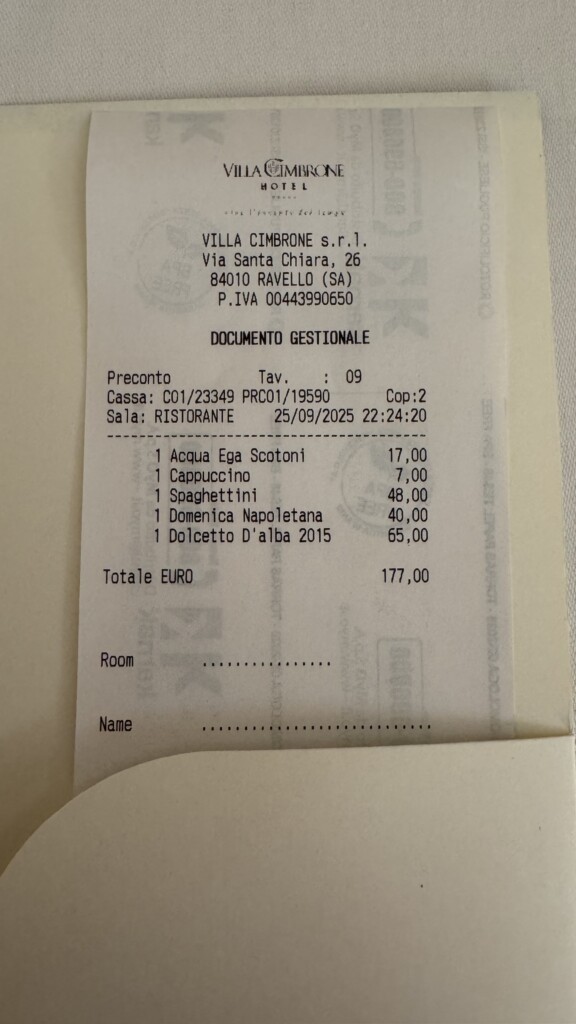 VILLA CIMBRONE
HOTEL
VILLA CIMBRONE s.r.l.
Via Santa Chiara, 26
84010 RAVELLO (SA)
P.IVA 00443990650
DOCUMENTO GESTIONALE
Preconto Tav. : 09
Cassa: C01/23349 PRC01/19590 Cop:2
Sala: RISTORANTE 25/09/2025 22:24:20
--------------------------------
1 Acqua Ega Scotoni 17,00
1 Cappuccino 7,00
1 Spaghettini 48,00
1 Domenica Napoletana 40,00
1 Dolcetto D'alba 2015 65,00
Totale EURO 177,00
Room .................
Name ..............................